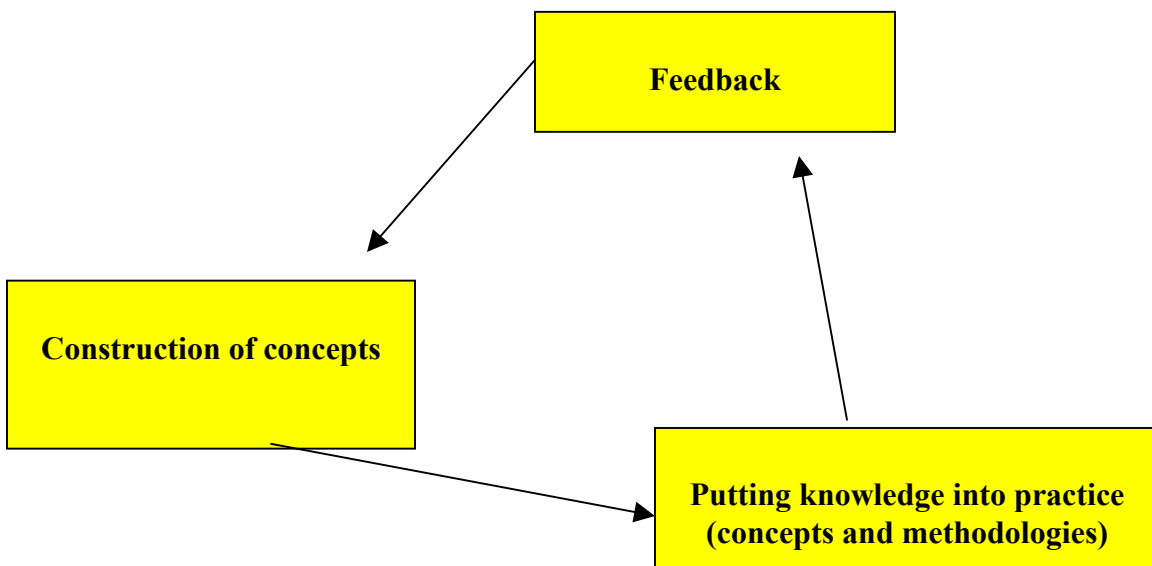 Feedback
Construction of concepts
Putting knowledge into practice
(concepts and methodologies)